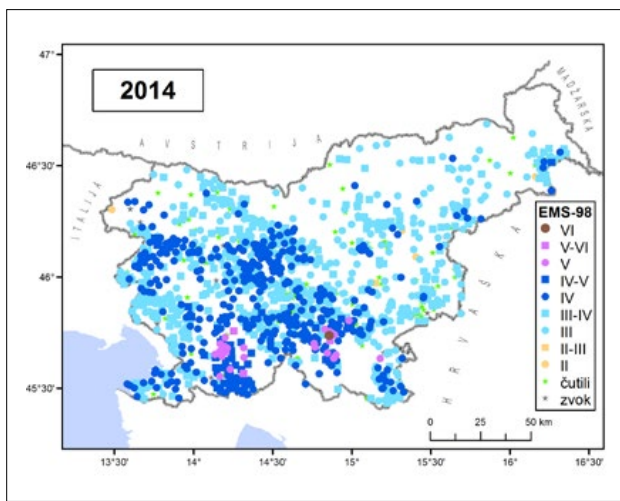 2014
47°
46°30'
46°
45°30'
A V S T R I J A
MADŽARSKA
ITALIJA
H R V A Š K A
EMS-98
VI
V-VI
V
IV-V
IV
III-IV
III
II-III
II
čutili
zvok
0 25 50 km
13°30'
14°
14°30'
15°
15°30'
16°
16°30'